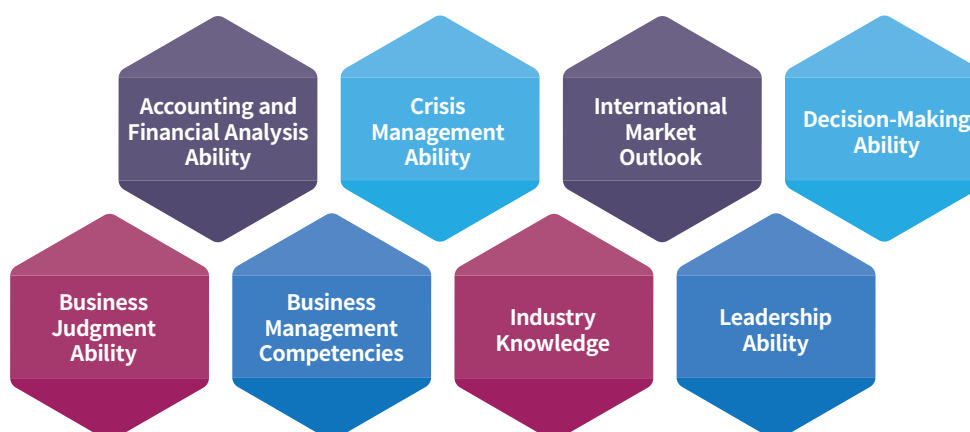 Accounting and
Financial Analysis
Ability
Crisis
Management
Ability
International
Market
Outlook
Decision-Making
Ability
Business
Judgment
Ability
Business
Management
Competencies
Industry
Knowledge
Leadership
Ability